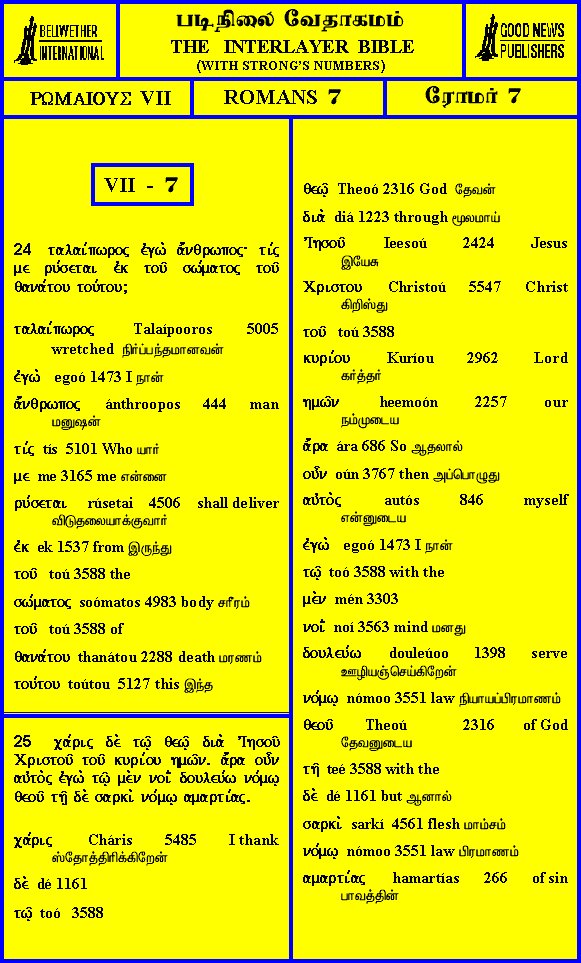 BELLWETHER
INTERNATIONAL
படிநிலை வேதாகமம்
THE INTERLAYER BIBLE
(WITH STRONG'S NUMBERS)
GOOD NEWS
PUBLISHERS
ΡΩΜΑΙΟΥΣ VII
ROMANS 7
ரோமர் 7
VII - 7
24 ταλαίπωρος ἐγὼ ἄνθρωπος· τίς
με ρύσεται ἐκ τοῦ σώματος τοῦ
θανάτου τούτου;
ταλαίπωρος Talaípooros 5005
wretched நிர்ப்பந்தமானவன்
ἐγὼ egoó 1473 I நான்
ἄνθρωπος ánthroopos 444 man
மனுஷன்
τίς tís 5101 Who யார்
με me 3165 me என்னை
ρύσεται rúsetai 4506 shall deliver
விடுதலையாக்குவார்
ἐκ ek 1537 from இருந்து
τοῦ toú 3588 the
σώματος soómatos 4983 body சரீரம்
τοῦ toú 3588 of
θανάτου thanátou 2288 death மரணம்
τούτου toútou 5127 this இந்த
25 χάρις δὲ τῷ θεῷ διὰ Ἰησοῦ
Χριστοῦ τοῦ κυρίου ημῶν. ἄρα οὖν
αὐτὸς ἐγὼ τῷ μὲν νοῒ δουλεύω νόμῳ
θεοῦ τῇ δὲ σαρκὶ νόμῳ αμαρτίας.
χάρις Cháris 5485 I thank
ஸ்தோத்திரிக்கிறேன்
δὲ dé 1161
τῷ toó 3588
θεῷ Theoó 2316 God தேவன்
διὰ diá 1223 through மூலமாய்
Ἰησοῦ Ieesoú 2424 Jesus
இயேசு
Χριστου Christoú 5547 Christ
கிறிஸ்து
τοῦ toú 3588
κυρίου Kuríou 2962 Lord
கர்த்தர்
ημῶν heemoón 2257 our
நம்முடைய
ἄρα ára 686 So ஆதலால்
οὖν oún 3767 then அப்பொழுது
αὐτὸς autós 846 myself
என்னுடைய
ἐγὼ egoó 1473 I நான்
τῷ toó 3588 with the
μὲν mén 3303
νοῒ noí 3563 mind மனது
δουλεύω douleúoo 1398 serve
ஊழியஞ்செய்கிறேன்
νόμῳ nómoo 3551 law நியாயப்பிரமாணம்
θεοῦ Theoú 2316 of God
தேவனுடைய
τῇ teé 3588 with the
δὲ dé 1161 but ஆனால்
σαρκὶ sarkí 4561 flesh மாம்சம்
νόμῳ nómoo 3551 law பிரமாணம்
αμαρτίας hamartías 266 of sin
பாவத்தின்